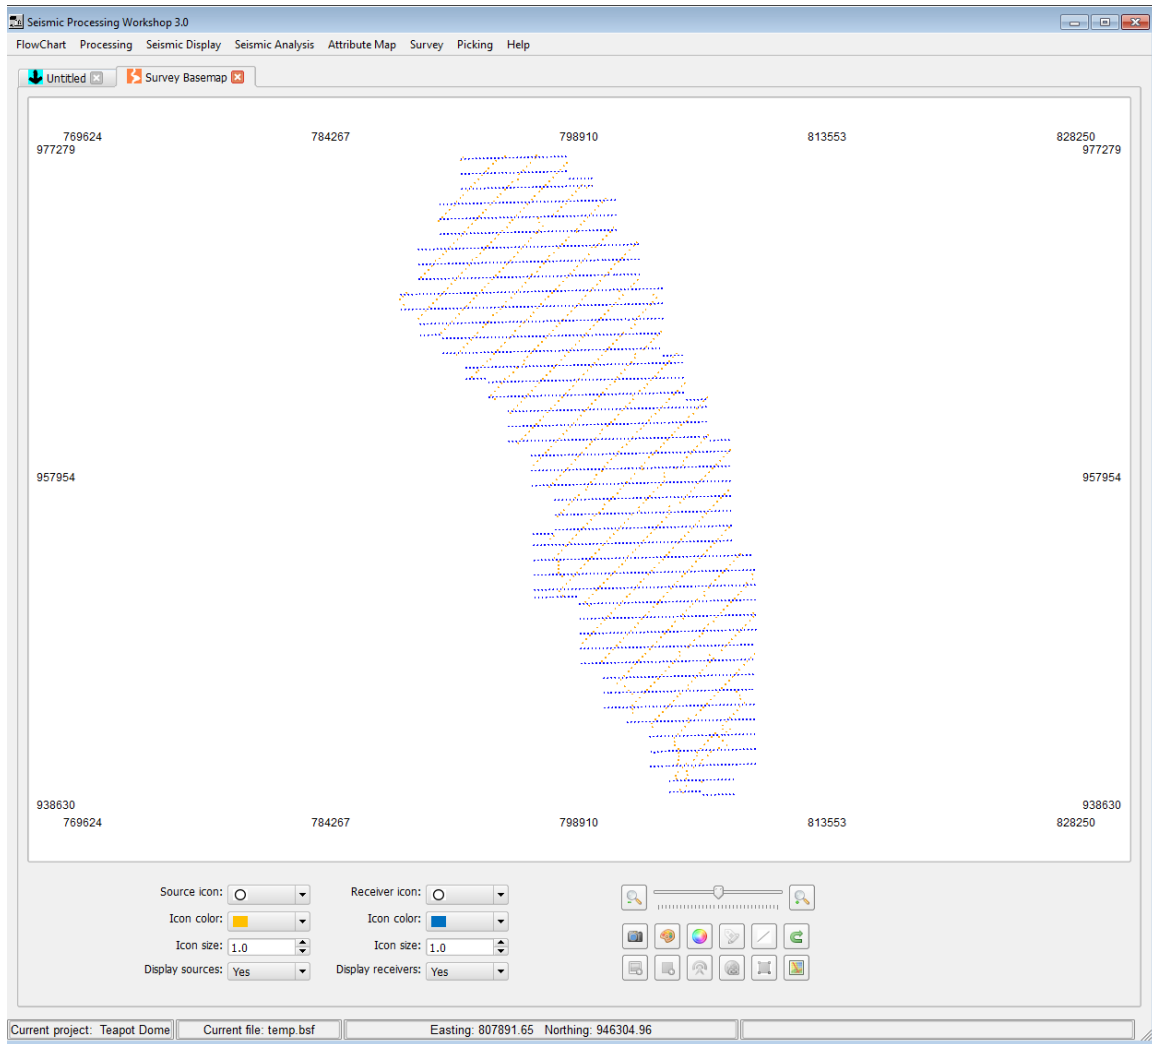 Seismic Processing Workshop 3.0
FlowChart Processing Seismic Display Seismic Analysis Attribute Map Survey Picking Help
Untitled Survey Basemap
769624 784267 798910 813553 828250
977279 977279
957954 957954
938630 938630
769624 784267 798910 813553 828250
Source icon: Receiver icon:
Icon color: Icon color:
Icon size: 1.0 Icon size: 1.0
Display sources: Yes Display receivers: Yes
Current project: Teapot Dome Current file: temp.bsf Easting: 807891.65 Northing: 946304.96